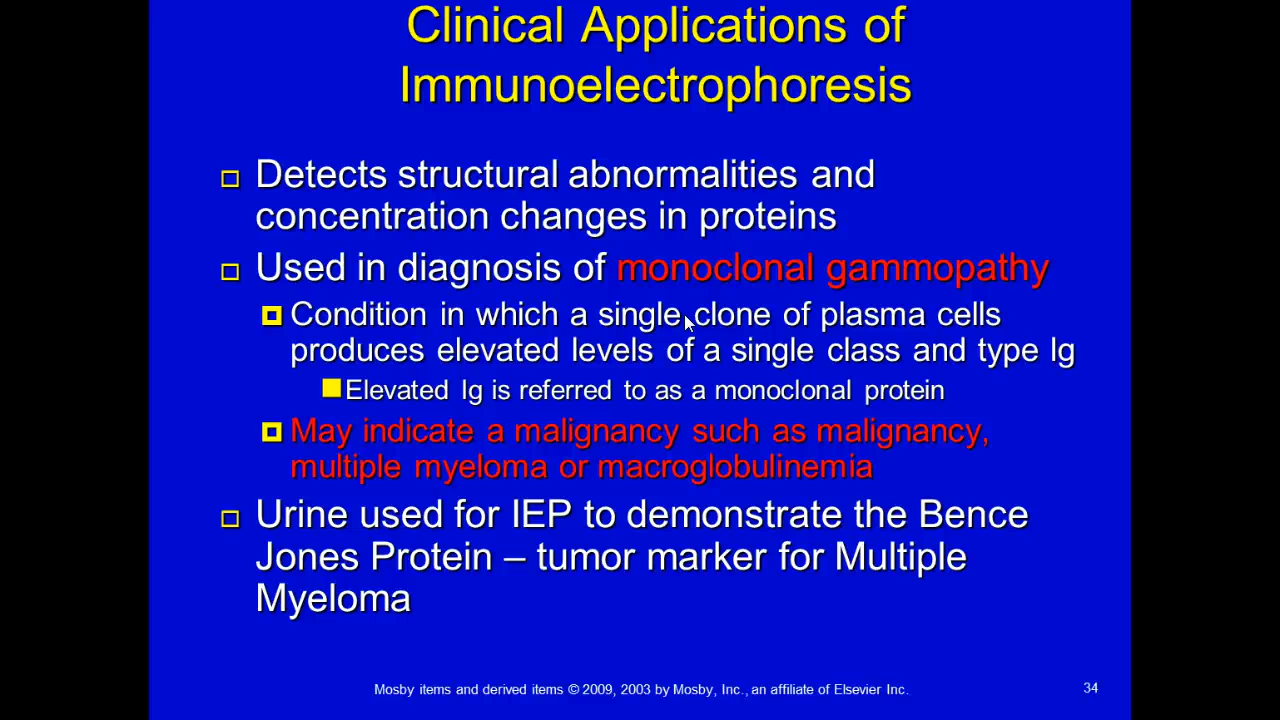 Clinical Applications of
Immunoelectrophoresis
Detects structural abnormalities and
concentration changes in proteins
Used in diagnosis of monoclonal gammopathy
Condition in which a single clone of plasma cells
produces elevated levels of a single class and type Ig
Elevated Ig is referred to as a monoclonal protein
May indicate a malignancy such as malignancy,
multiple myeloma or macroglobulinemia
Urine used for IEP to demonstrate the Bence
Jones Protein – tumor marker for Multiple
Myeloma
Mosby items and derived items © 2009, 2003 by Mosby, Inc., an affiliate of Elsevier Inc.
34